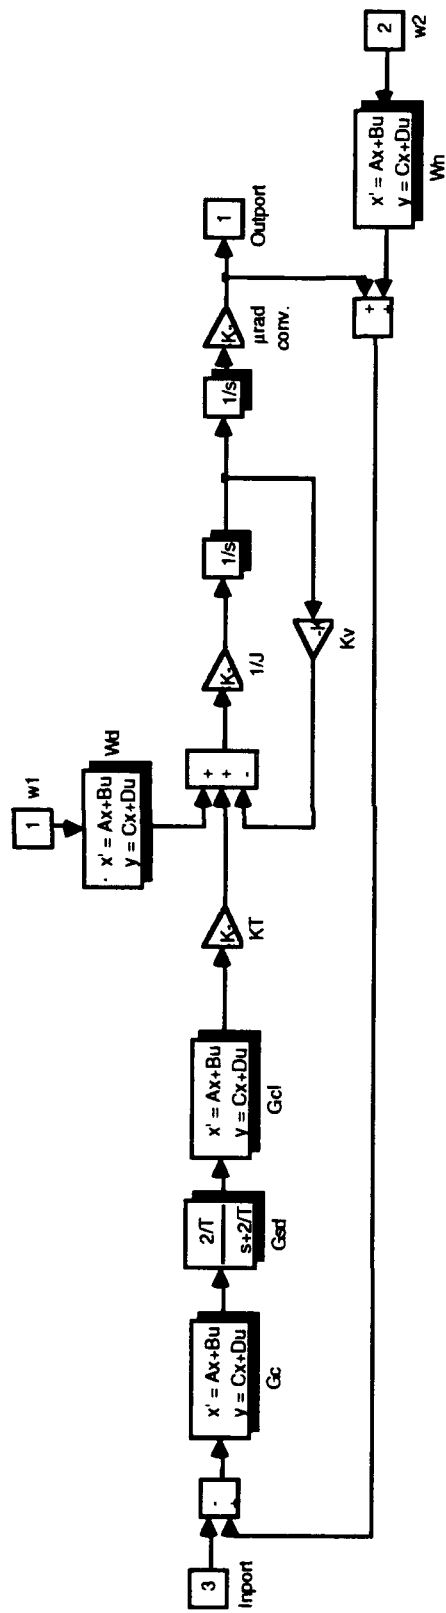 3
Inport
-
x' = Ax+Bu
y = Cx+Du
Gc
2/T
s+2/T
Gsd
x' = Ax+Bu
y = Cx+Du
Gcl
K-
KT
1
w1
x' = Ax+Bu
y = Cx+Du
Wd
+
+
-
K-
1/J
1/s
-K
Kv
1/s
K-
µrad
conv.
1
Outport
2
w2
x' = Ax+Bu
y = Cx+Du
Wn
+
+